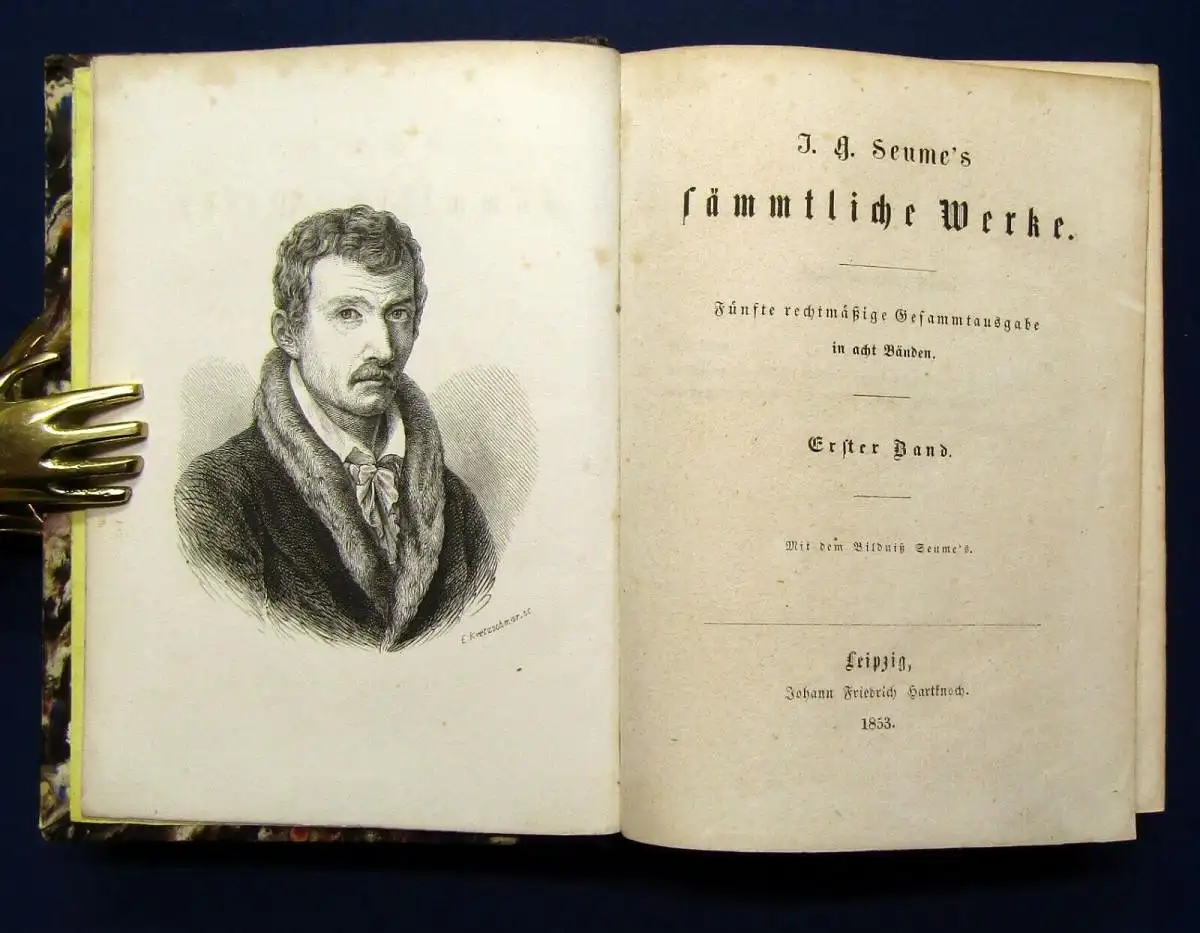 E. Kretzschmar. sc.
J. G. Seume's
sämmtliche Werke.
Fünfte rechtmäßige Gesammtausgabe
in acht Bänden.
Erster Band.
Mit dem Bildniß Seume's.
Leipzig,
Johann Friedrich Hartknoch.
1853.